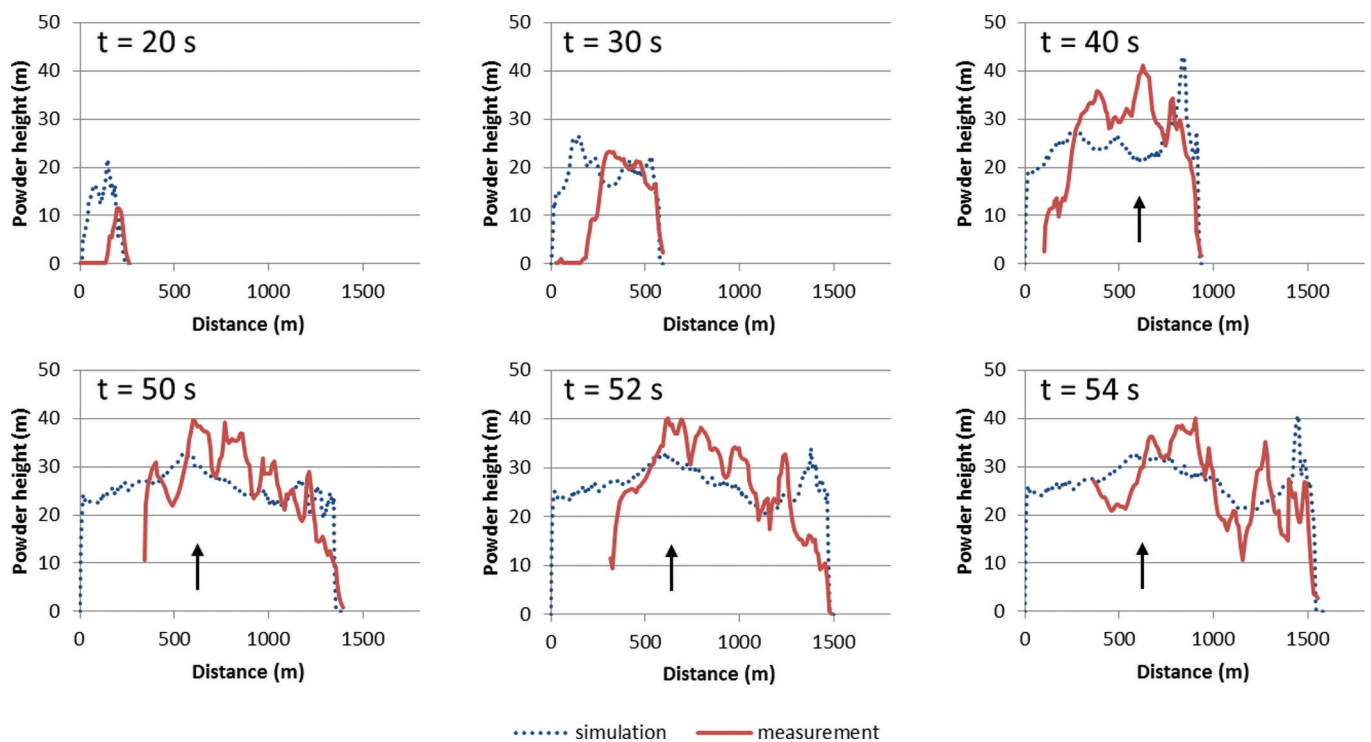 t = 20 s
50
40
30
20
10
0
Powder height (m)
0 500 1000 1500
Distance (m)
t = 30 s
50
40
30
20
10
0
Powder height (m)
0 500 1000 1500
Distance (m)
t = 40 s
50
40
30
20
10
0
Powder height (m)
0 500 1000 1500
Distance (m)
t = 50 s
50
40
30
20
10
0
Powder height (m)
0 500 1000 1500
Distance (m)
t = 52 s
50
40
30
20
10
0
Powder height (m)
0 500 1000 1500
Distance (m)
t = 54 s
50
40
30
20
10
0
Powder height (m)
0 500 1000 1500
Distance (m)
simulation measurement